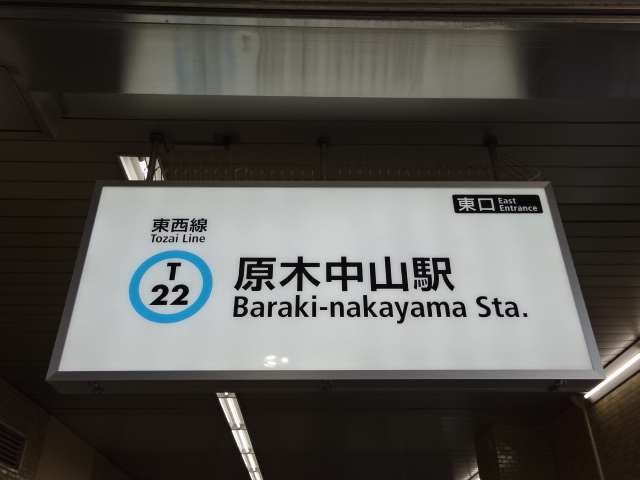 東口 East
Entrance
東西線
Tozai Line
T
22
原木中山駅
Baraki-nakayama Sta.